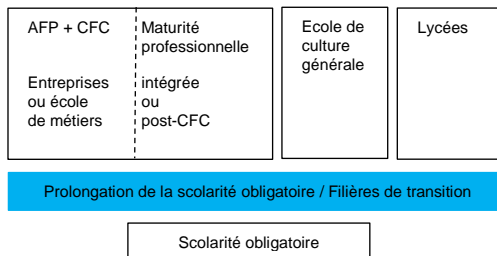 AFP + CFC
Entreprises
ou école
de métiers
Maturité
professionnelle
intégrée
ou
post-CFC
Ecole de
culture
générale
Lycées
Prolongation de la scolarité obligatoire / Filières de transition
Scolarité obligatoire